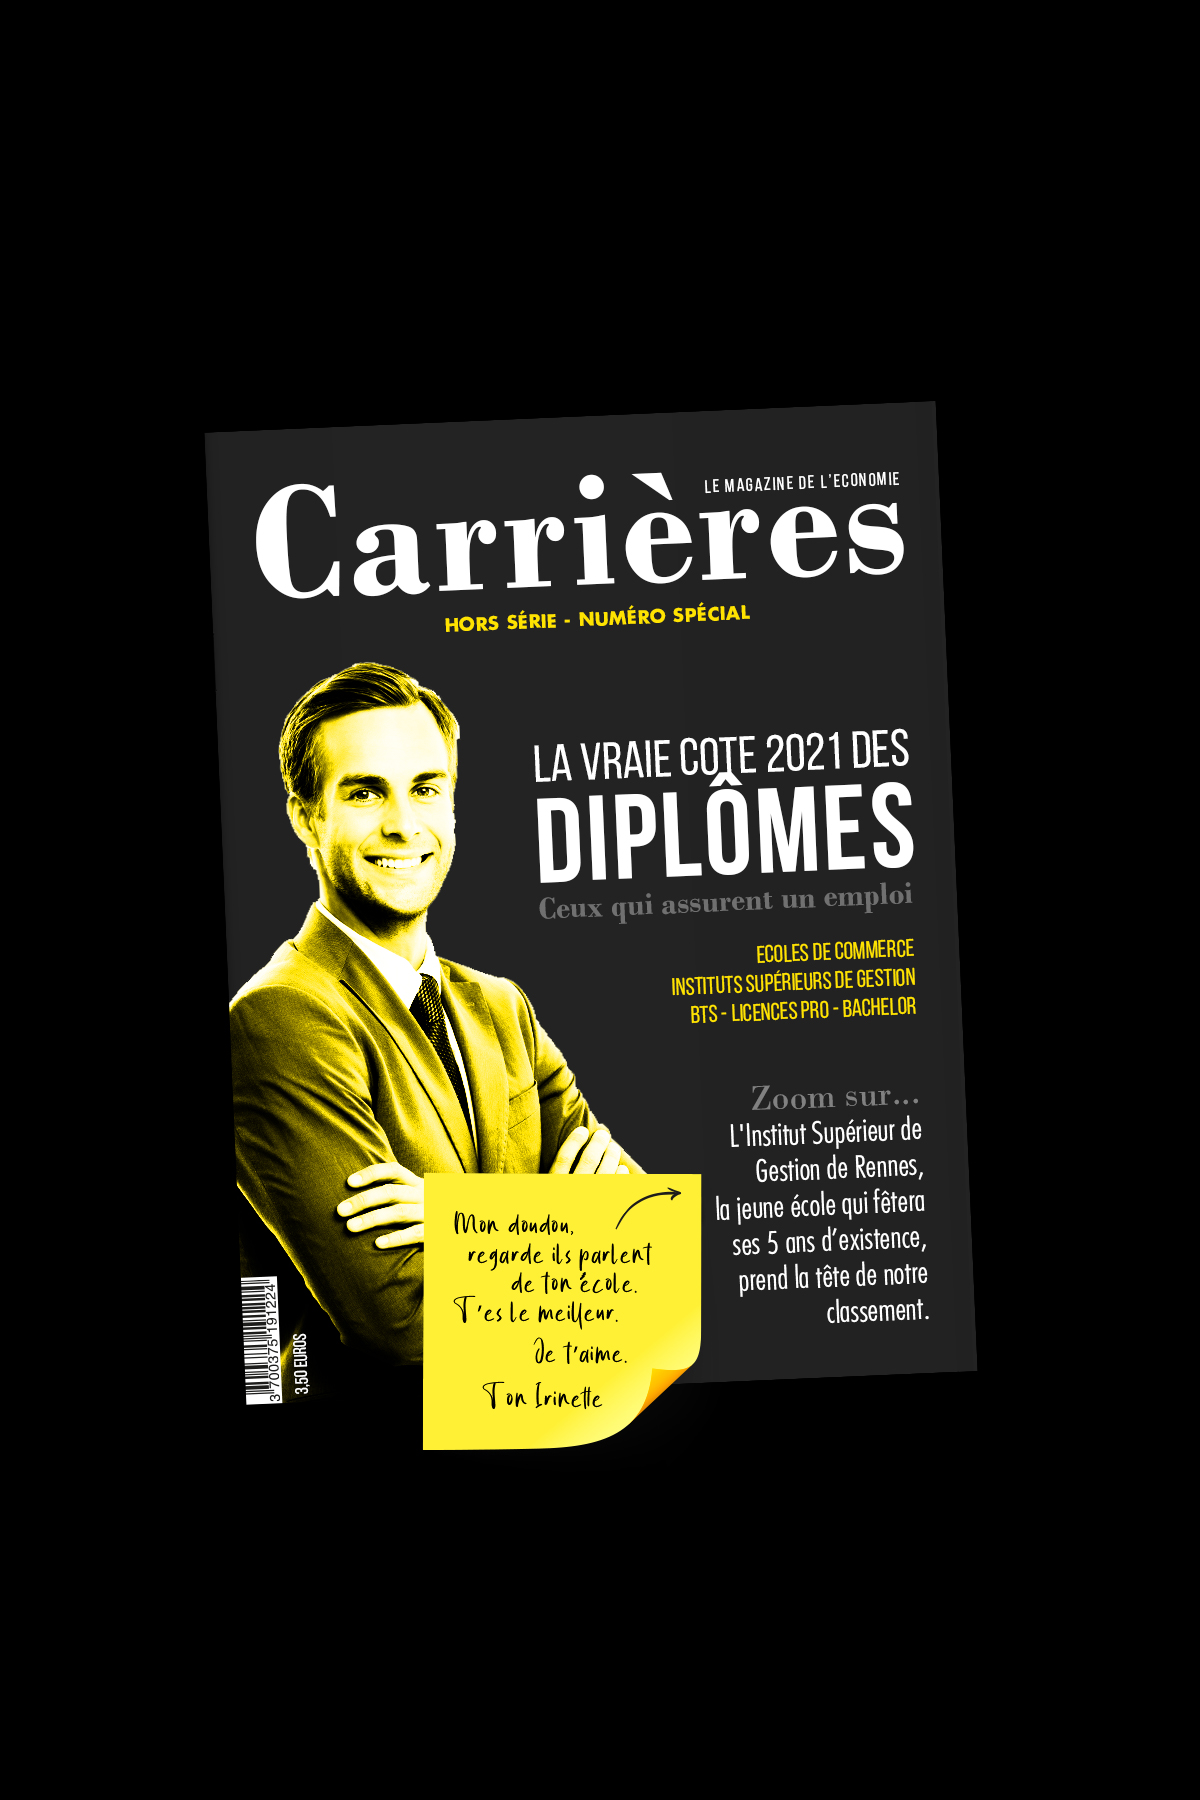 LE MAGAZINE DE L'ECONOMIE
Carrières
HORS SÉRIE - NUMÉRO SPÉCIAL
LA VRAIE COTE 2021 DES
DIPLÔMES
Ceux qui assurent un emploi
ECOLES DE COMMERCE
INSTITUTS SUPÉRIEURS DE GESTION
BTS - LICENCES PRO - BACHELOR
Zoom sur...
L'Institut Supérieur de
Gestion de Rennes,
la jeune école qui fêtera
ses 5 ans d’existence,
prend la tête de notre
classement.
Mon doudou,
regarde ils parlent
de ton école.
T'es le meilleur.
Je t'aime.
Ton Irinette
3 700375 191224
3,50 EUROS